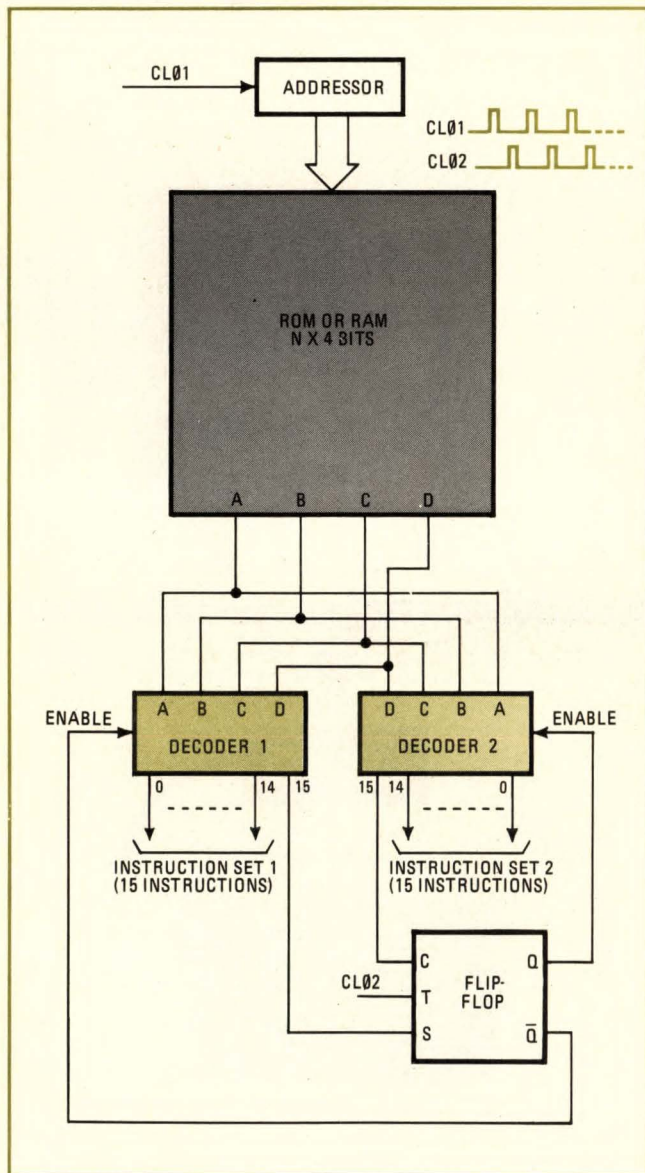 CLØ1
ADDRESSOR
CLØ1
CLØ2
ROM OR RAM
N X 4 3ITS
A B C D
ENABLE
A B C D
DECODER 1
D C B A
DECODER 2
ENABLE
0 14 15
15 14 0
INSTRUCTION SET 1
(15 INSTRUCTIONS)
INSTRUCTION SET 2
(15 INSTRUCTIONS)
CLØ2
C Q
T
FLIP-
FLOP
S Q̅